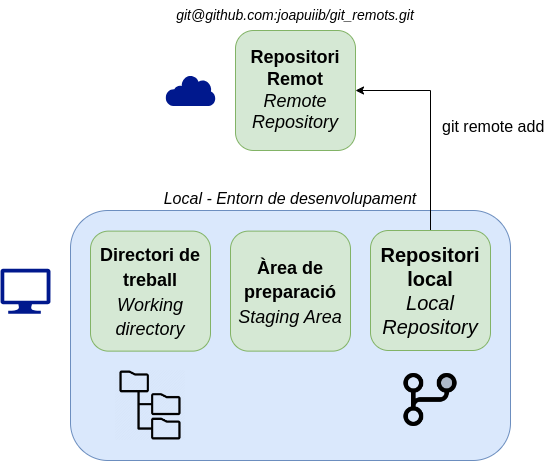 git@github.com:joapuiib/git_remots.git
Repositori
Remot
Remote
Repository
git remote add
Local - Entorn de desenvolupament
Directori de
treball
Working
directory
Àrea de
preparació
Staging Area
Repositori
local
Local
Repository